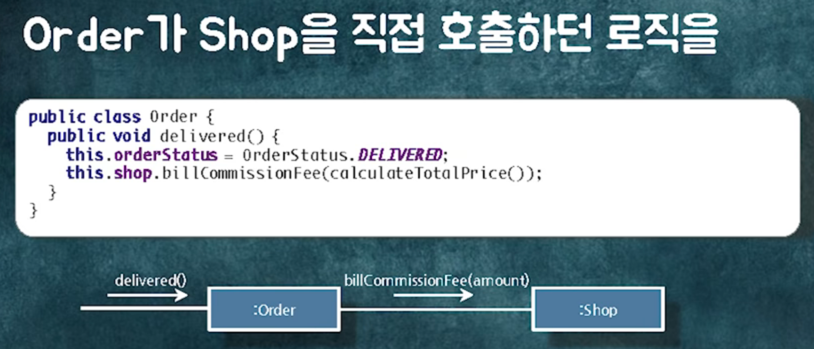 Order가 Shop을 직접 호출하던 로직을
public class Order {
  public void delivered() {
    this.orderStatus = OrderStatus.DELIVERED;
    this.shop.billCommissionFee(calculateTotalPrice());
  }
}
delivered() billCommissionFee(amount)
:Order :Shop